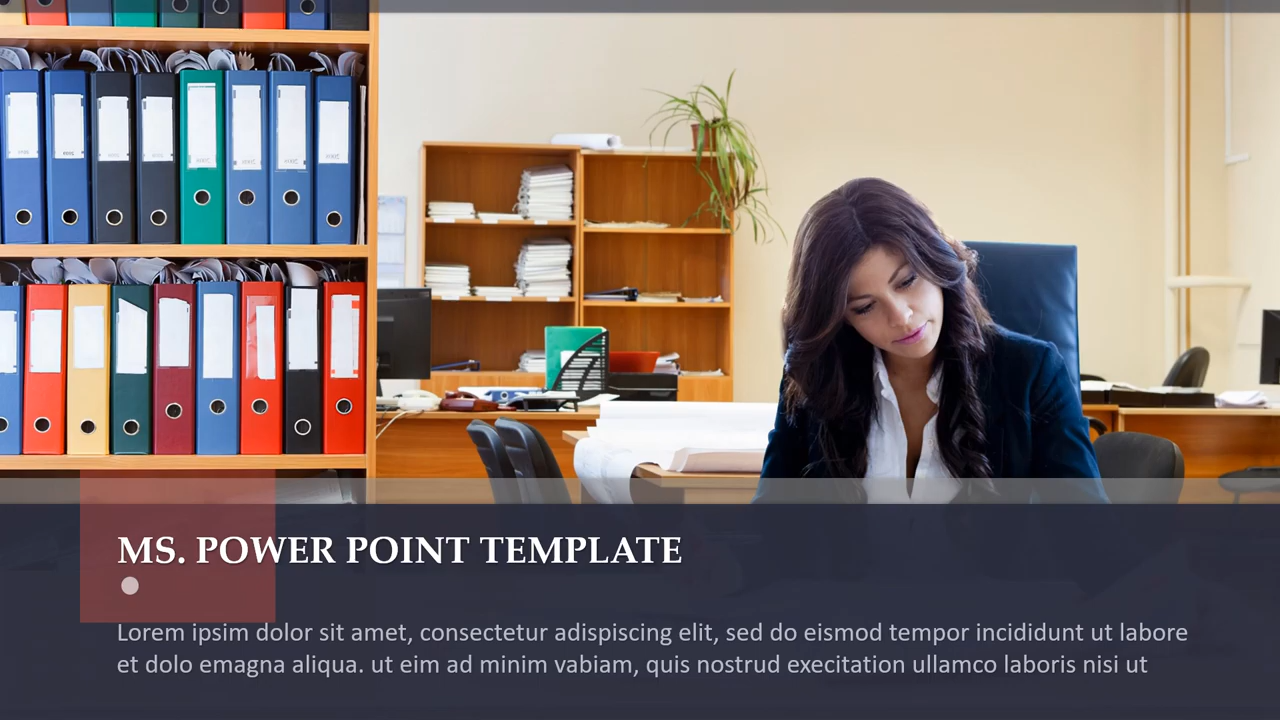 MS. POWER POINT TEMPLATE
Lorem ipsim dolor sit amet, consectetur adispiscing elit, sed do eismod tempor incididunt ut labore
et dolo emagna aliqua. ut eim ad minim vabiam, quis nostrud execitation ullamco laboris nisi ut